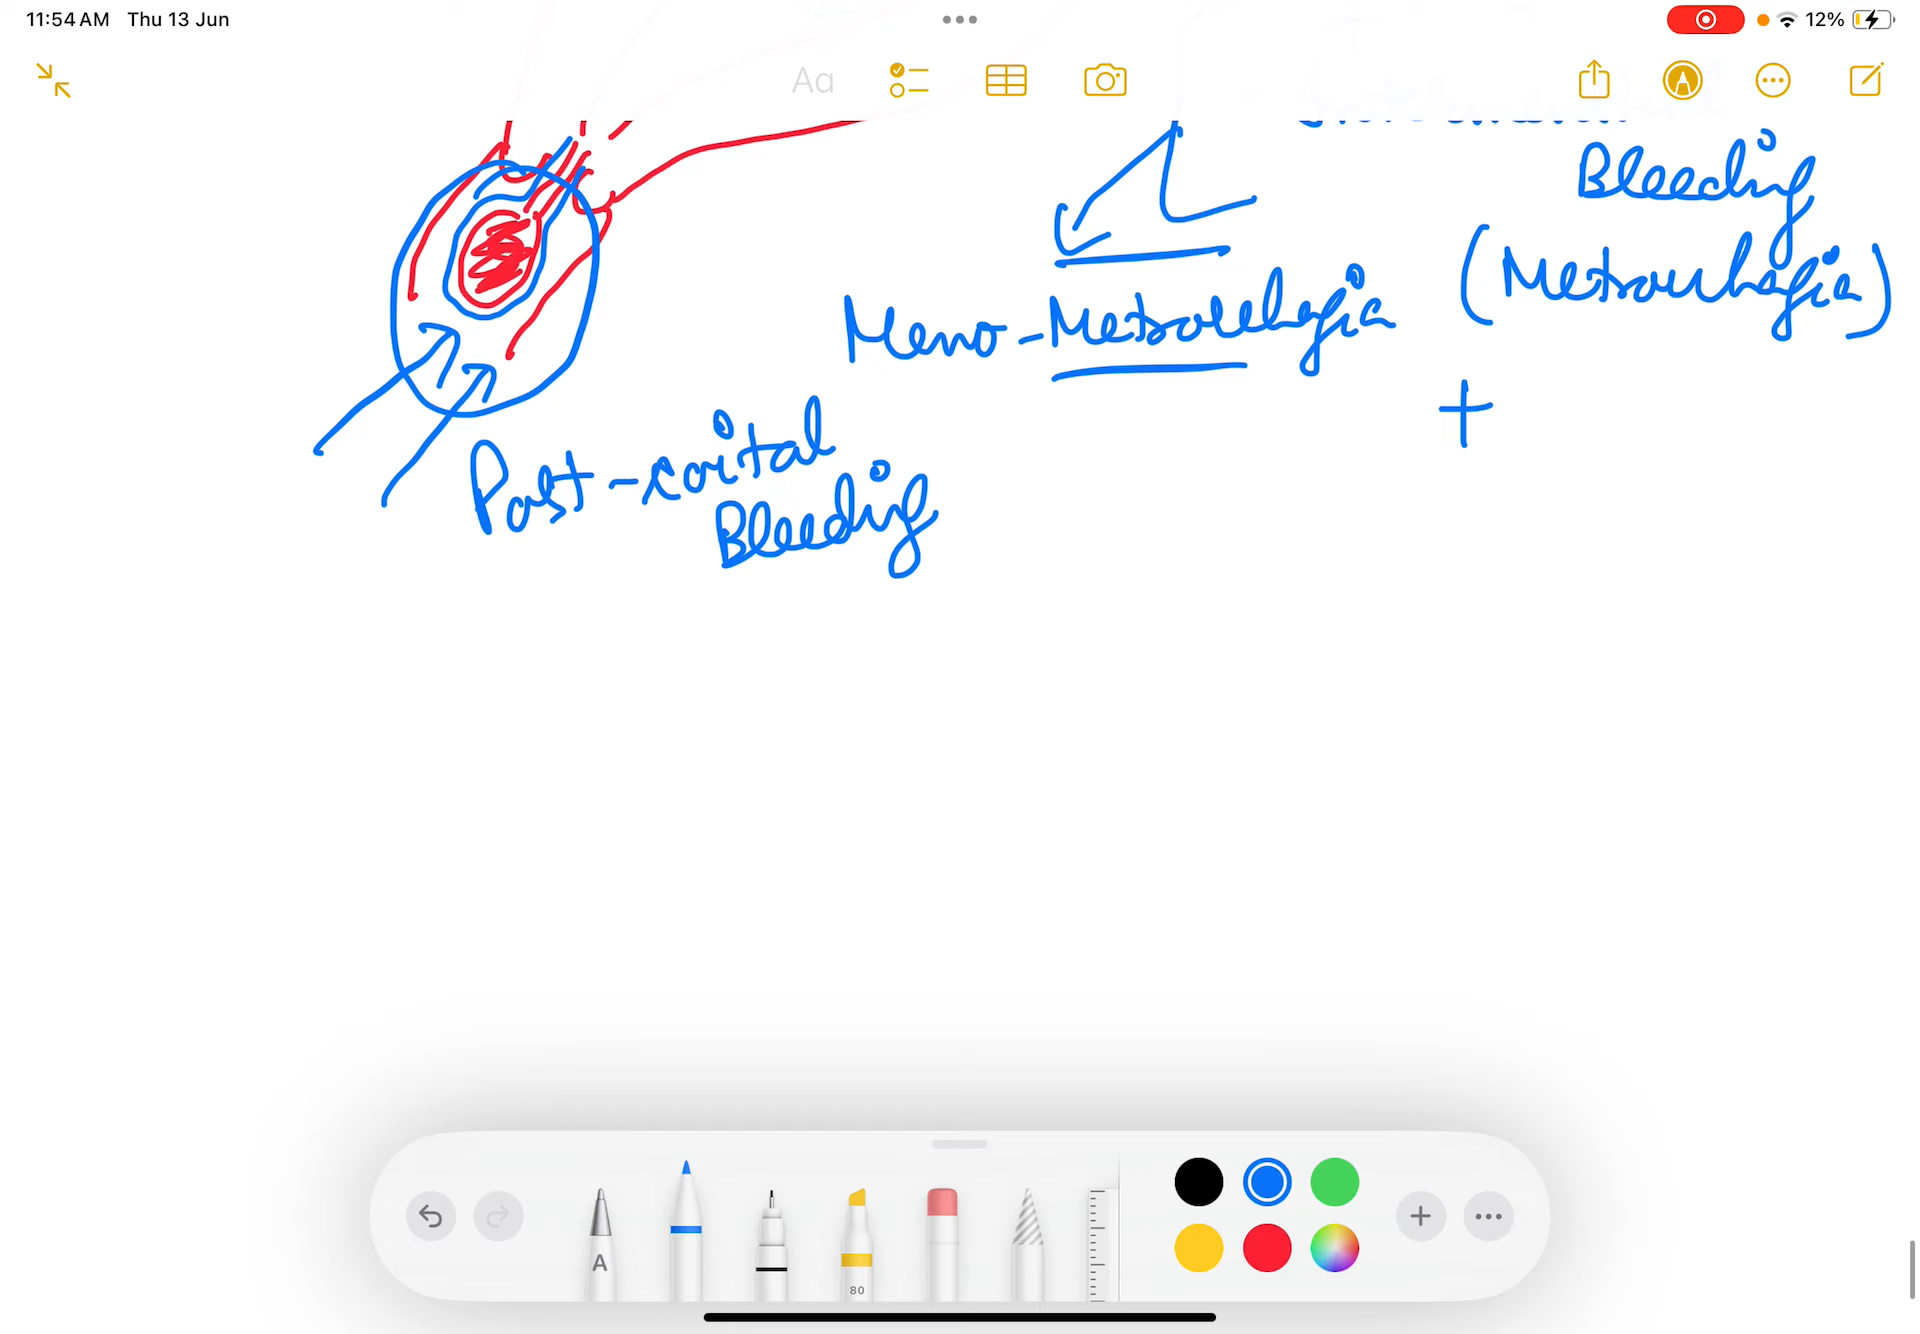 11:54 AM Thu 13 Jun
12%
Aa
Bleeding
(Metrorrhagia)
Meno-Metrorrhagia
+
Post-coital
Bleeding
A
80